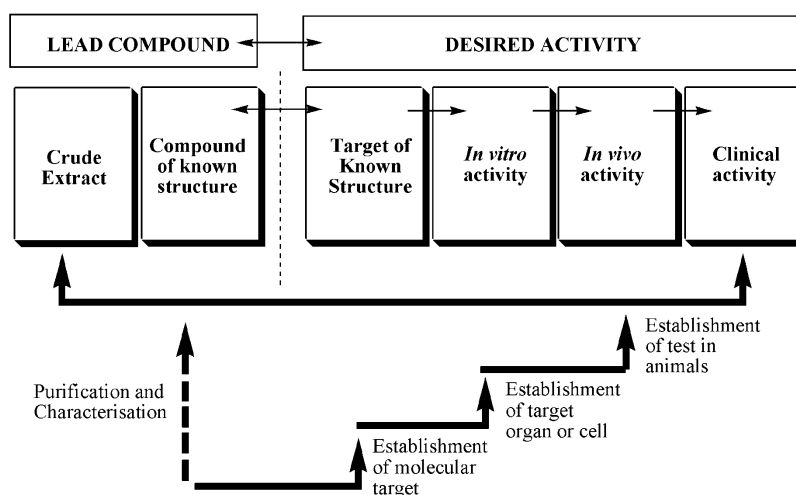 LEAD COMPOUND
DESIRED ACTIVITY
Crude
Extract
Compound
of known
structure
Target of
Known
Structure
In vitro
activity
In vivo
activity
Clinical
activity
Establishment
of test in
animals
Purification and
Characterisation
Establishment
of target
organ or cell
Establishment
of molecular
target